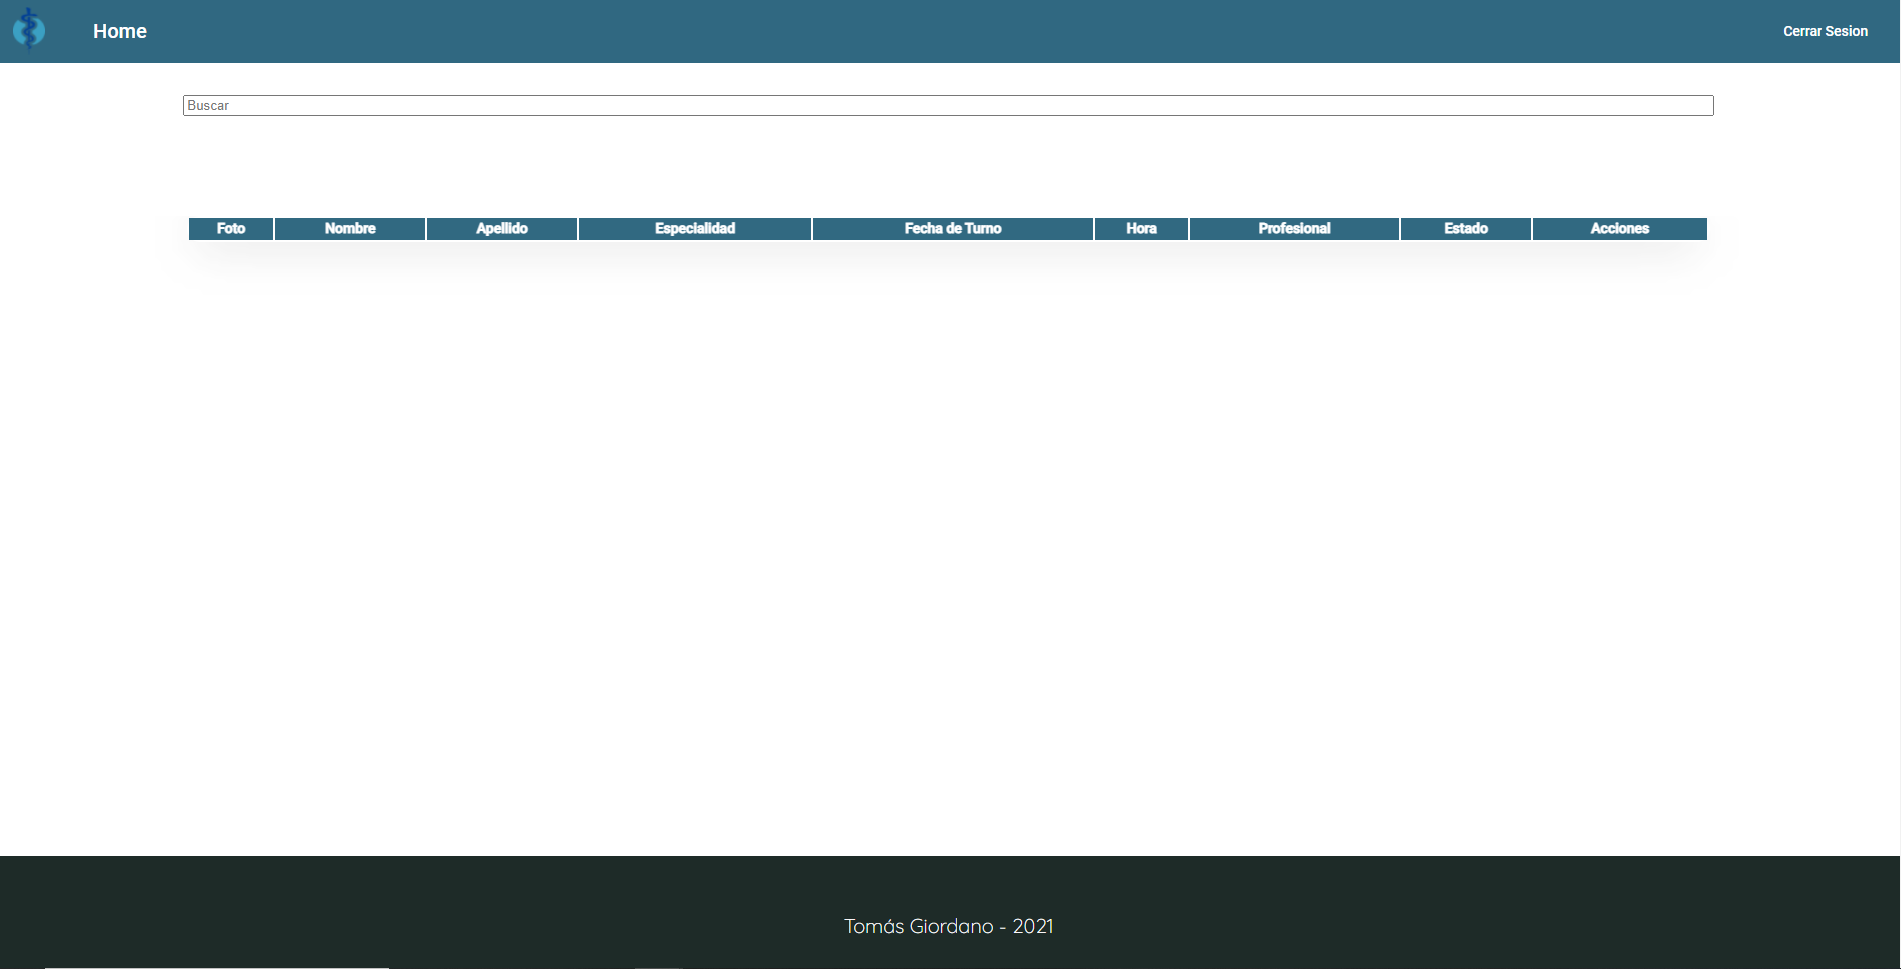 Home
Cerrar Sesion
Buscar
Foto Nombre Apellido Especialidad Fecha de Turno Hora Profesional Estado Acciones
Tomás Giordano - 2021